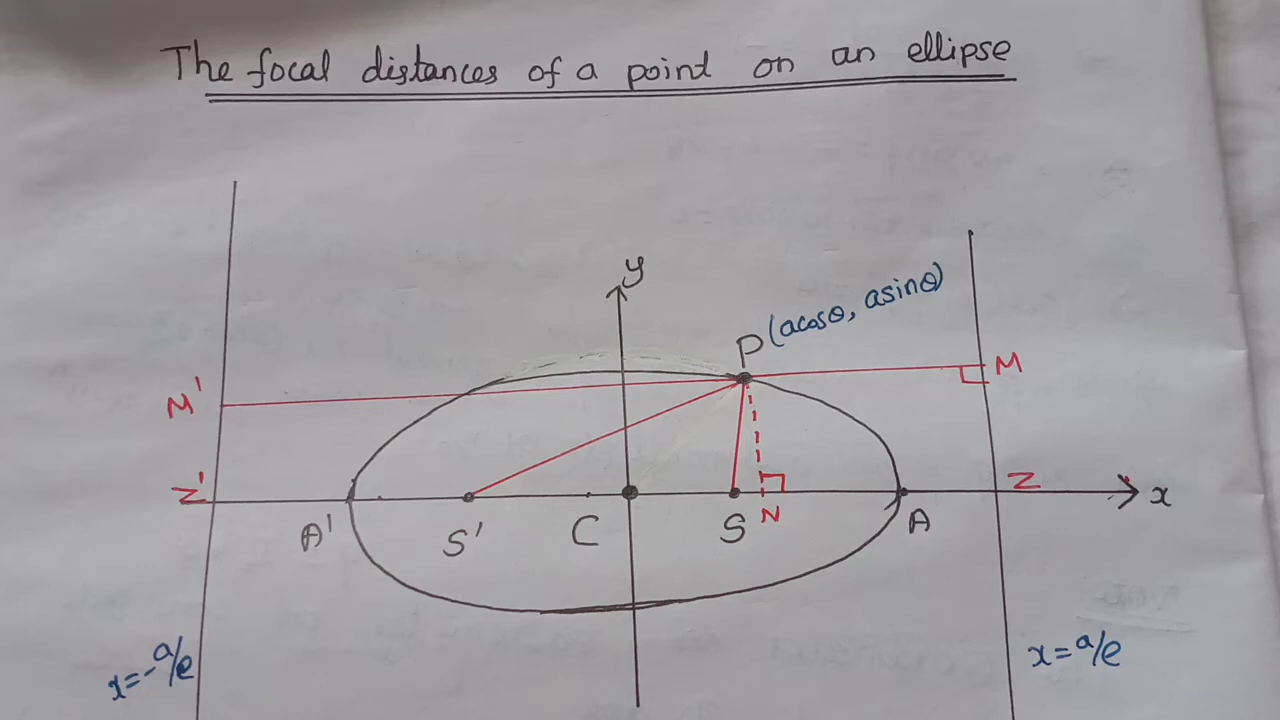 The focal distances of a point on an ellipse
y
P (acosθ, asinθ)
M' M
Z' Z x
A' S' C S N A
x=-a/e x=a/e